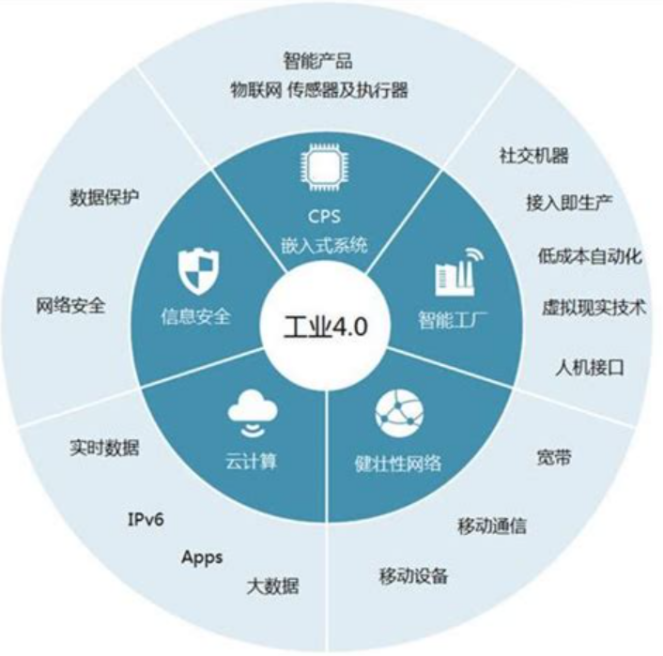 智能产品
物联网 传感器及执行器
CPS
嵌入式系统
社交机器
接入即生产
低成本自动化
虚拟现实技术
人机接口
智能工厂
数据保护
网络安全
信息安全
工业4.0
云计算
实时数据
IPv6
Apps
大数据
健壮性网络
宽带
移动通信
移动设备